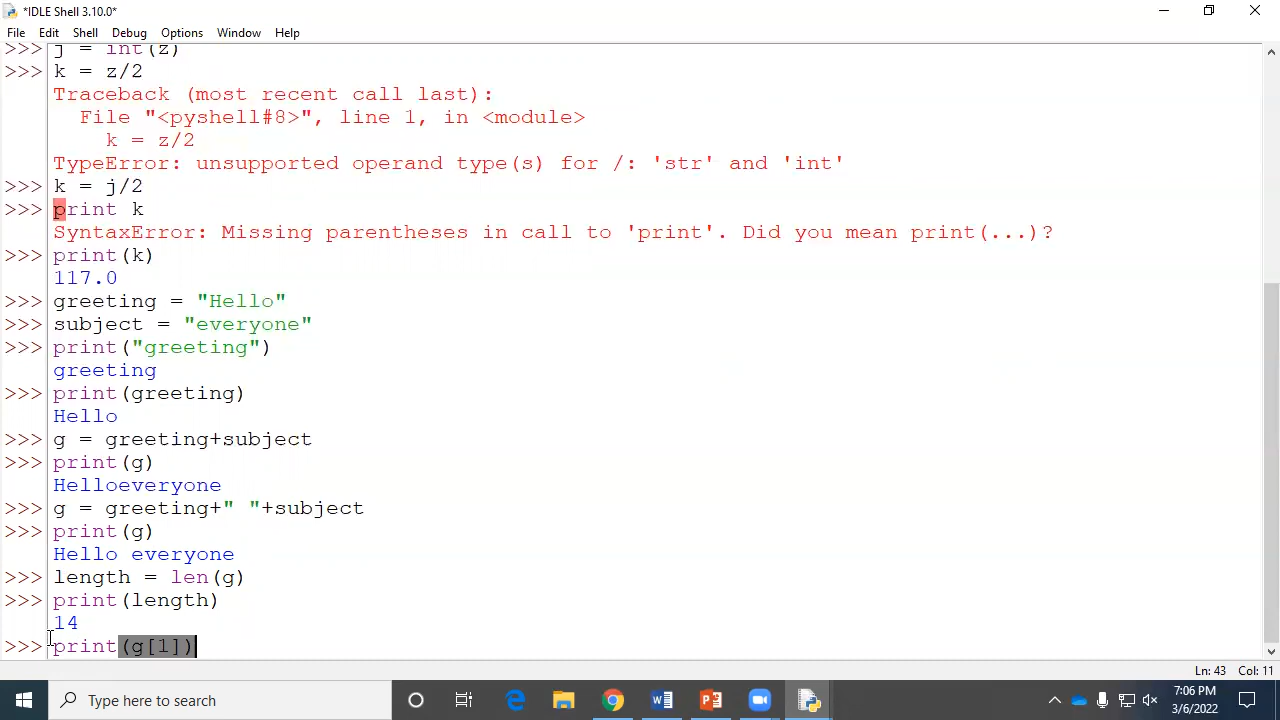 *IDLE Shell 3.10.0*
File Edit Shell Debug Options Window Help
>>> j = int(z)
>>> k = z/2
Traceback (most recent call last):
  File "<pyshell#8>", line 1, in <module>
    k = z/2
TypeError: unsupported operand type(s) for /: 'str' and 'int'
>>> k = j/2
>>> print k
SyntaxError: Missing parentheses in call to 'print'. Did you mean print(...)?
>>> print(k)
117.0
>>> greeting = "Hello"
>>> subject = "everyone"
>>> print("greeting")
greeting
>>> print(greeting)
Hello
>>> g = greeting+subject
>>> print(g)
Helloeveryone
>>> g = greeting+" "+subject
>>> print(g)
Hello everyone
>>> length = len(g)
>>> print(length)
14
>>> print(g[1])
Ln: 43 Col: 11
Type here to search
7:06 PM
3/6/2022